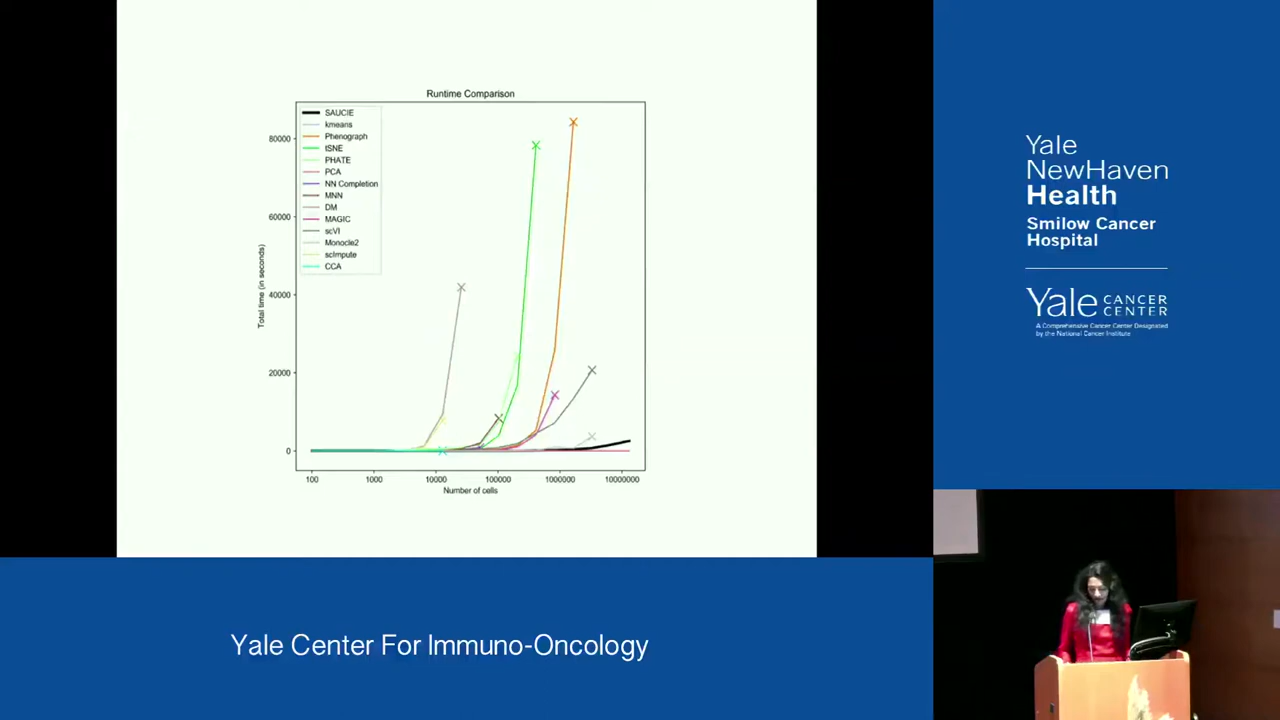 Runtime Comparison
SAUCIE
kmeans
Phenograph
tSNE
PHATE
PCA
NN Completion
MNN
DM
MAGIC
scVI
Monocle2
scImpute
CCA
80000
60000
40000
20000
0
Total time (in seconds)
100
1000
10000
100000
1000000
10000000
Number of cells
Yale
NewHaven
Health
Smilow Cancer
Hospital
Yale CANCER CENTER
A Comprehensive Cancer Center Designated
by the National Cancer Institute
Yale Center For Immuno-Oncology